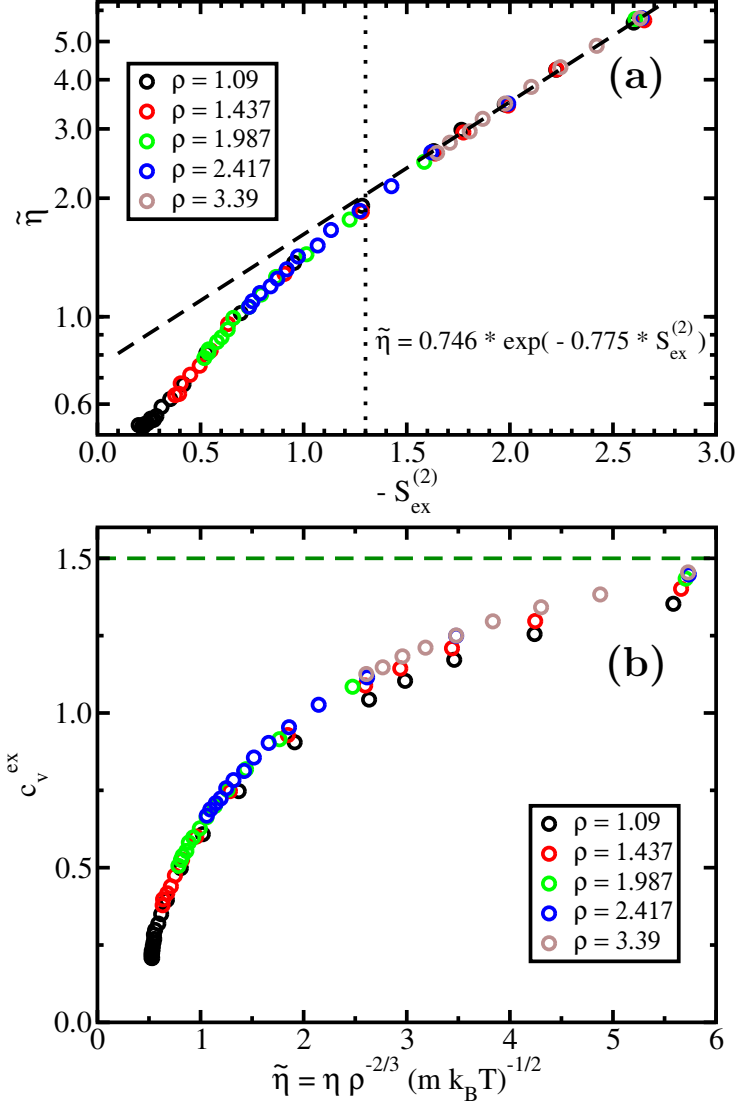 5.0
4.0
3.0
2.0
1.0
0.6
η̃
(a)
ρ = 1.09
ρ = 1.437
ρ = 1.987
ρ = 2.417
ρ = 3.39
η̃ = 0.746 * exp( - 0.775 * S_ex^(2) )
0.0 0.5 1.0 1.5 2.0 2.5 3.0
- S_ex^(2)
1.5
1.0
0.5
0.0
c_v^ex
(b)
ρ = 1.09
ρ = 1.437
ρ = 1.987
ρ = 2.417
ρ = 3.39
0 1 2 3 4 5 6
η̃ = η ρ^-2/3 (m k_B T)^-1/2